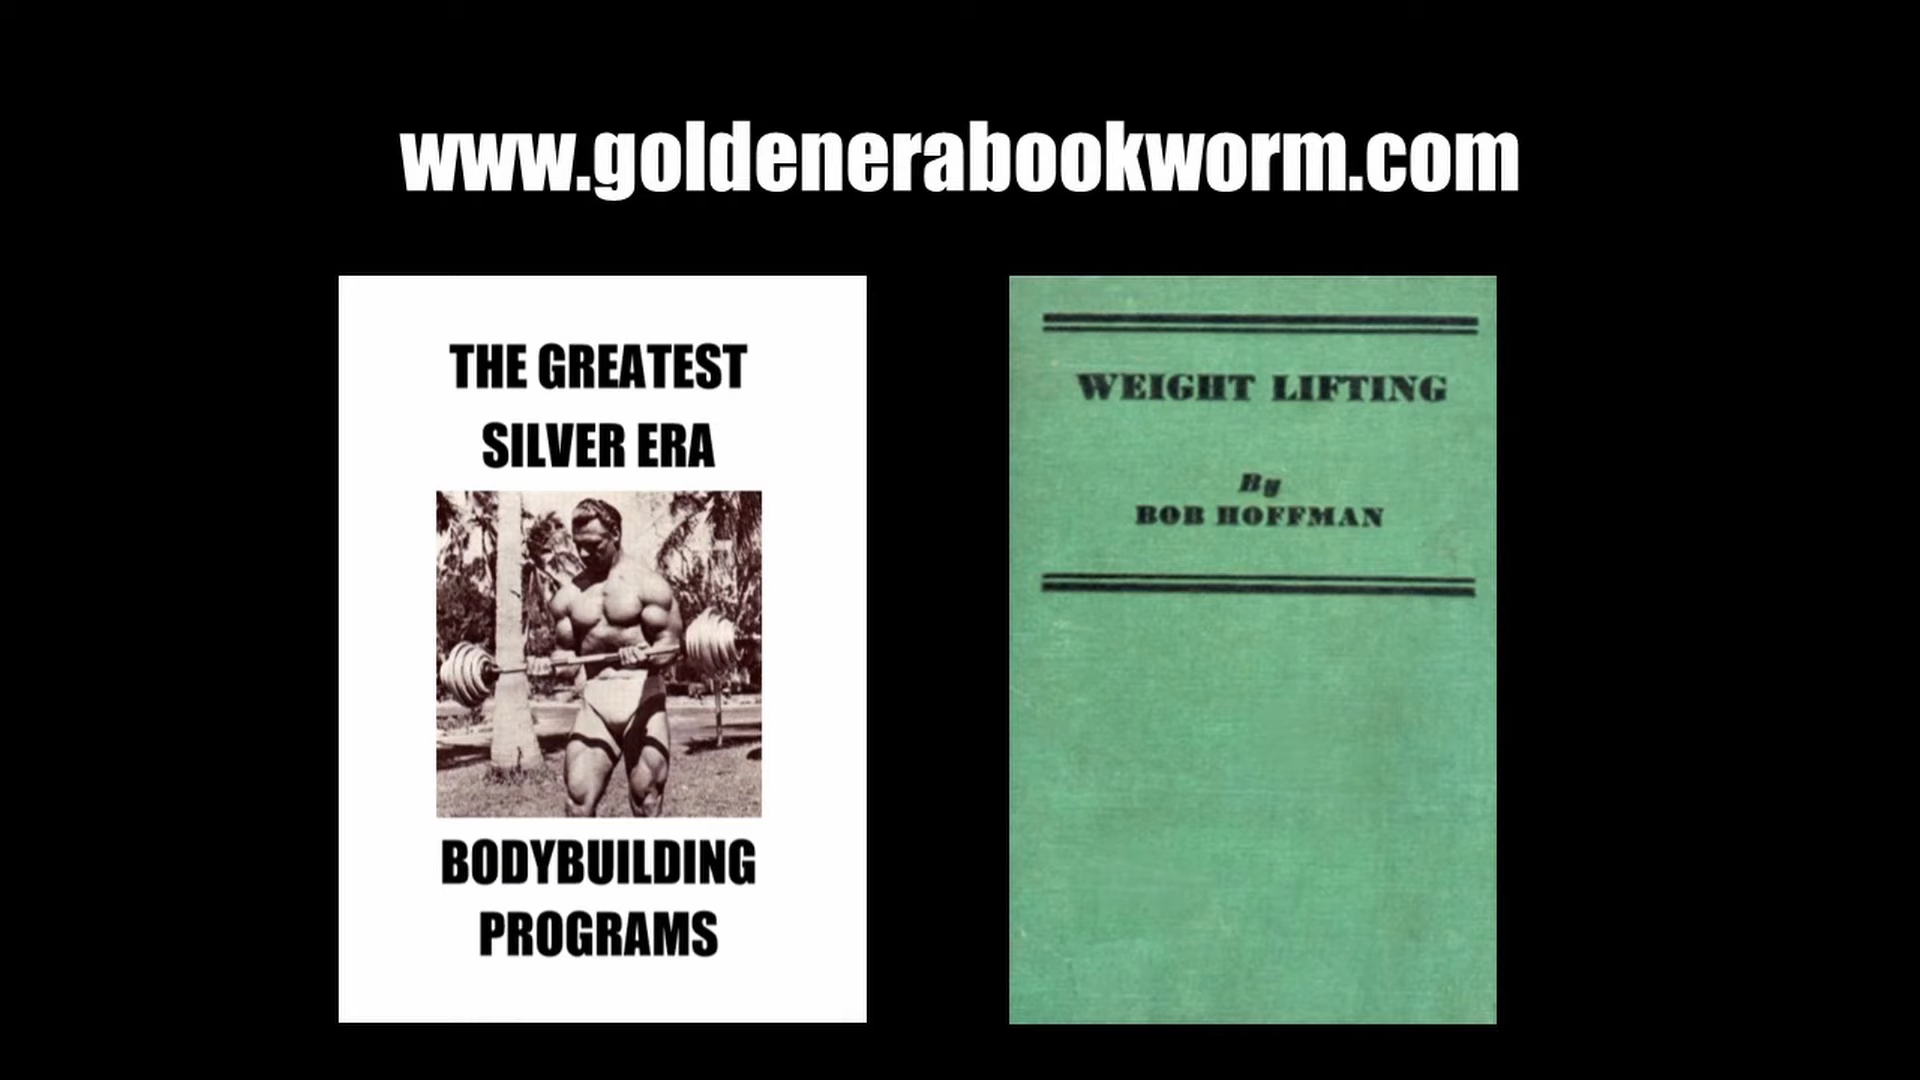 www.goldenerabookworm.com
THE GREATEST
SILVER ERA
BODYBUILDING
PROGRAMS
WEIGHT LIFTING
By
BOB HOFFMAN